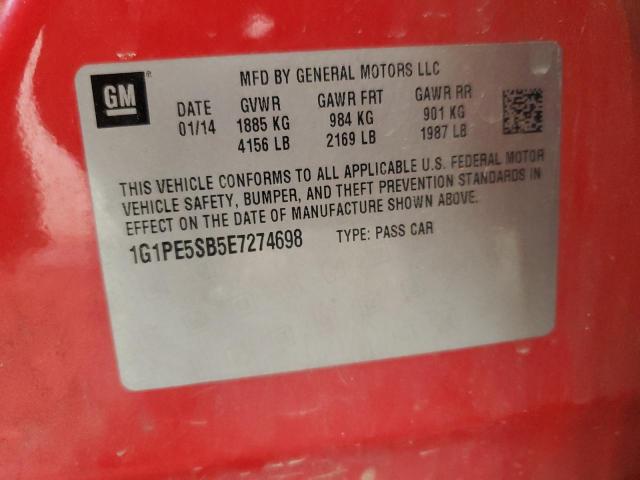 GM®
MFD BY GENERAL MOTORS LLC
DATE GVWR GAWR FRT GAWR RR
01/14 1885 KG 984 KG 901 KG
4156 LB 2169 LB 1987 LB
THIS VEHICLE CONFORMS TO ALL APPLICABLE U.S. FEDERAL MOTOR
VEHICLE SAFETY, BUMPER, AND THEFT PREVENTION STANDARDS IN
EFFECT ON THE DATE OF MANUFACTURE SHOWN ABOVE.
1G1PE5SB5E7274698 TYPE: PASS CAR